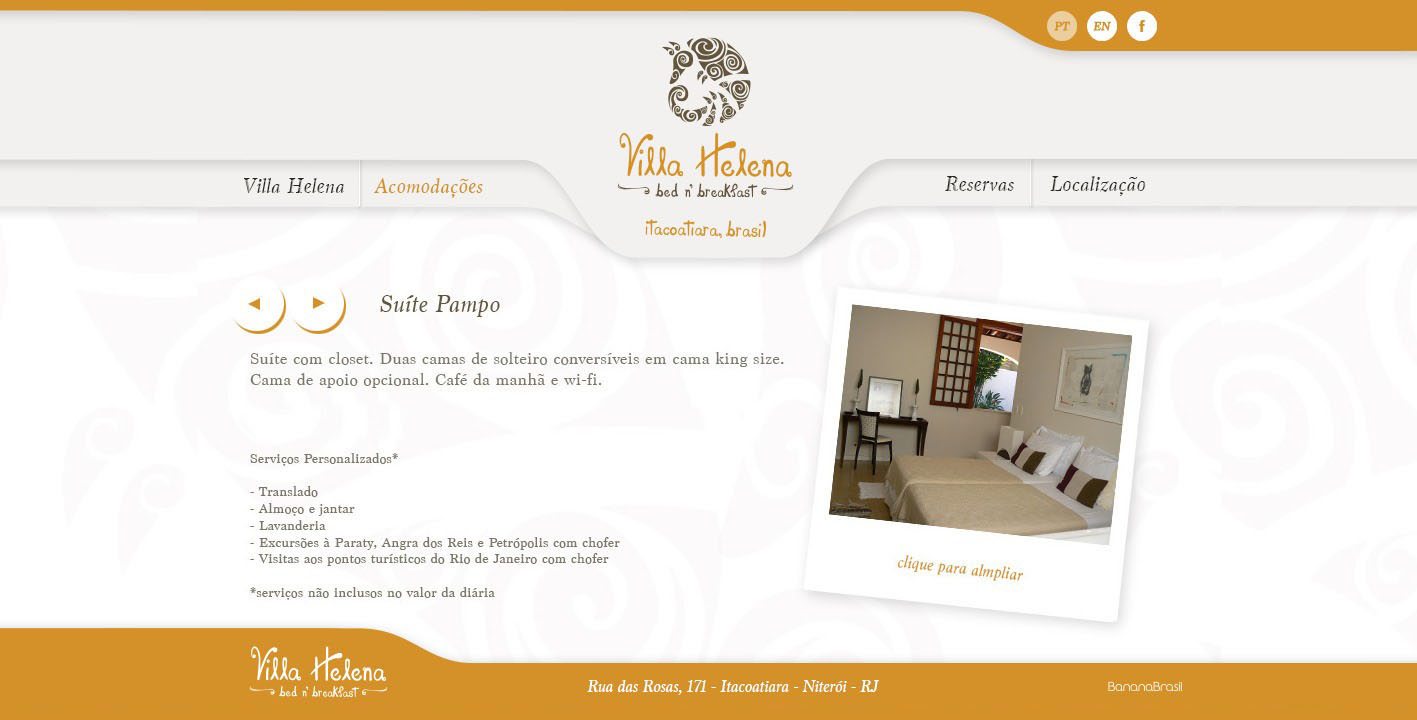 PT EN f
Villa Helena
bed n' breakfast
itacoatiara, brasil
Villa Helena Acomodações Reservas Localização
Suíte Pampo
Suíte com closet. Duas camas de solteiro conversíveis em cama king size.
Cama de apoio opcional. Café da manhã e wi-fi.
Serviços Personalizados*
- Translado
- Almoço e jantar
- Lavanderia
- Excursões à Paraty, Angra dos Reis e Petrópolis com chofer
- Visitas aos pontos turísticos do Rio de Janeiro com chofer
*serviços não inclusos no valor da diária
clique para almpliar
Villa Helena
bed n' breakfast
Rua das Rosas, 171 - Itacoatiara - Niterói - RJ
BananaBrasil